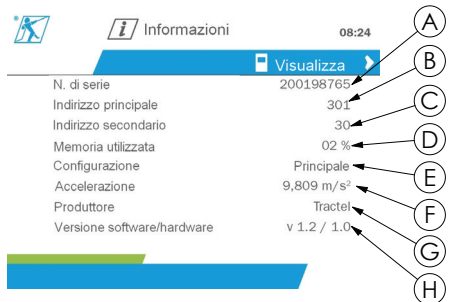 i Informazioni 08:24
Visualizza
N. di serie 200198765
Indirizzo principale 301
Indirizzo secondario 30
Memoria utilizzata 02 %
Configurazione Principale
Accelerazione 9,809 m/s²
Produttore Tractel
Versione software/hardware v 1.2 / 1.0
A
B
C
D
E
F
G
H